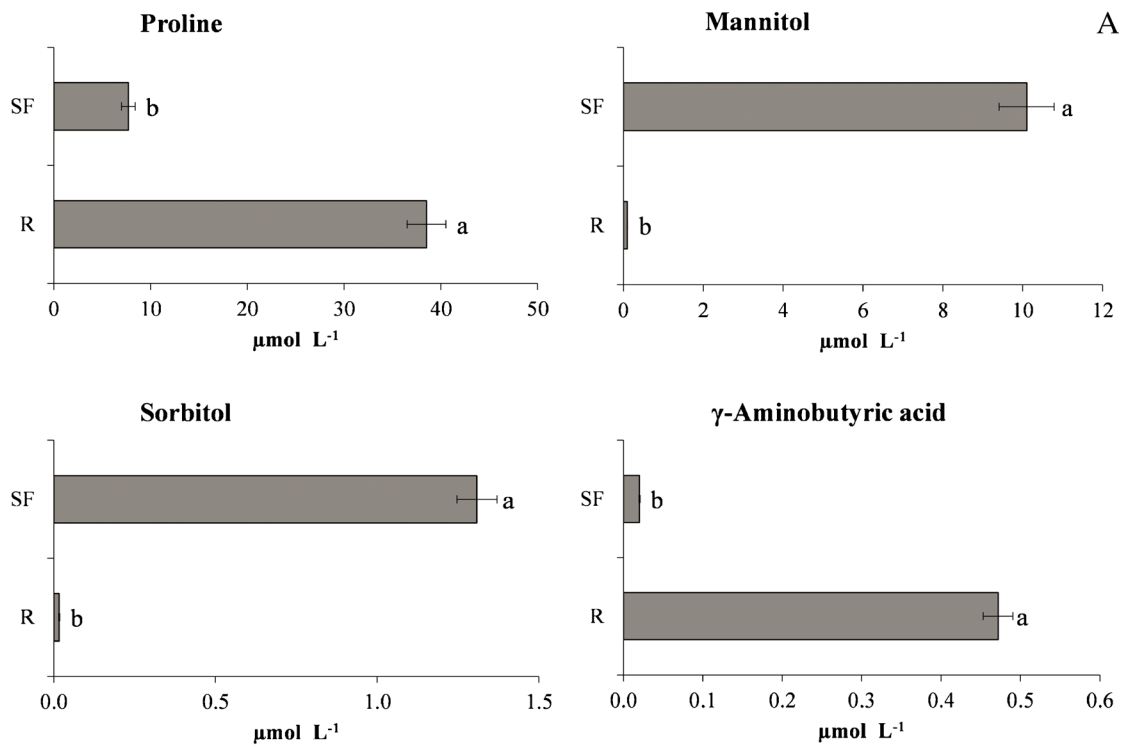 Proline
SF
b
R
a
0 10 20 30 40 50
µmol L-1
Mannitol
A
SF
a
R
b
0 2 4 6 8 10 12
µmol L-1
Sorbitol
SF
a
R
b
0.0 0.5 1.0 1.5
µmol L-1
γ-Aminobutyric acid
SF
b
R
a
0.0 0.1 0.2 0.3 0.4 0.5 0.6
µmol L-1